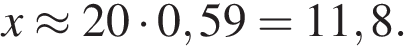 x ≈ 20 · 0,59 = 11,8.